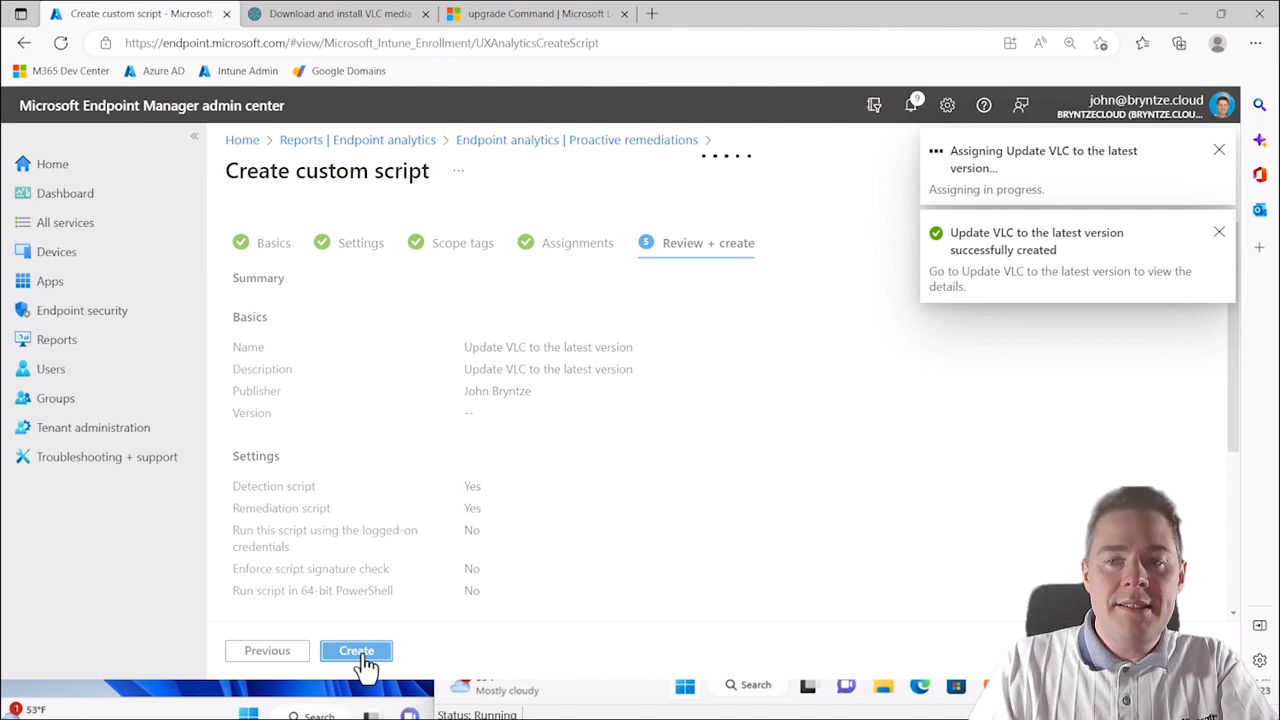 Create custom script - Microsoft
Download and install VLC media
upgrade Command | Microsoft D
https://endpoint.microsoft.com/#view/Microsoft_Intune_Enrollment/UXAnalyticsCreateScript
M365 Dev Center
Azure AD
Intune Admin
Google Domains
Microsoft Endpoint Manager admin center
9
john@bryntze.cloud
BRYNTZECLOUD (BRYNTZE.CLOU...
Home
Dashboard
All services
Devices
Apps
Endpoint security
Reports
Users
Groups
Tenant administration
Troubleshooting + support
Home > Reports | Endpoint analytics > Endpoint analytics | Proactive remediations >
Create custom script ...
Basics
Settings
Scope tags
Assignments
5 Review + create
Summary
Basics
Name Update VLC to the latest version
Description Update VLC to the latest version
Publisher John Bryntze
Version --
Settings
Detection script Yes
Remediation script Yes
Run this script using the logged-on No
credentials
Enforce script signature check No
Run script in 64-bit PowerShell No
Previous
Create
Assigning Update VLC to the latest
version...
Assigning in progress.
Update VLC to the latest version
successfully created
Go to Update VLC to the latest version to view the
details.
Mostly cloudy
Search
1
53°F
Search
Status: Running